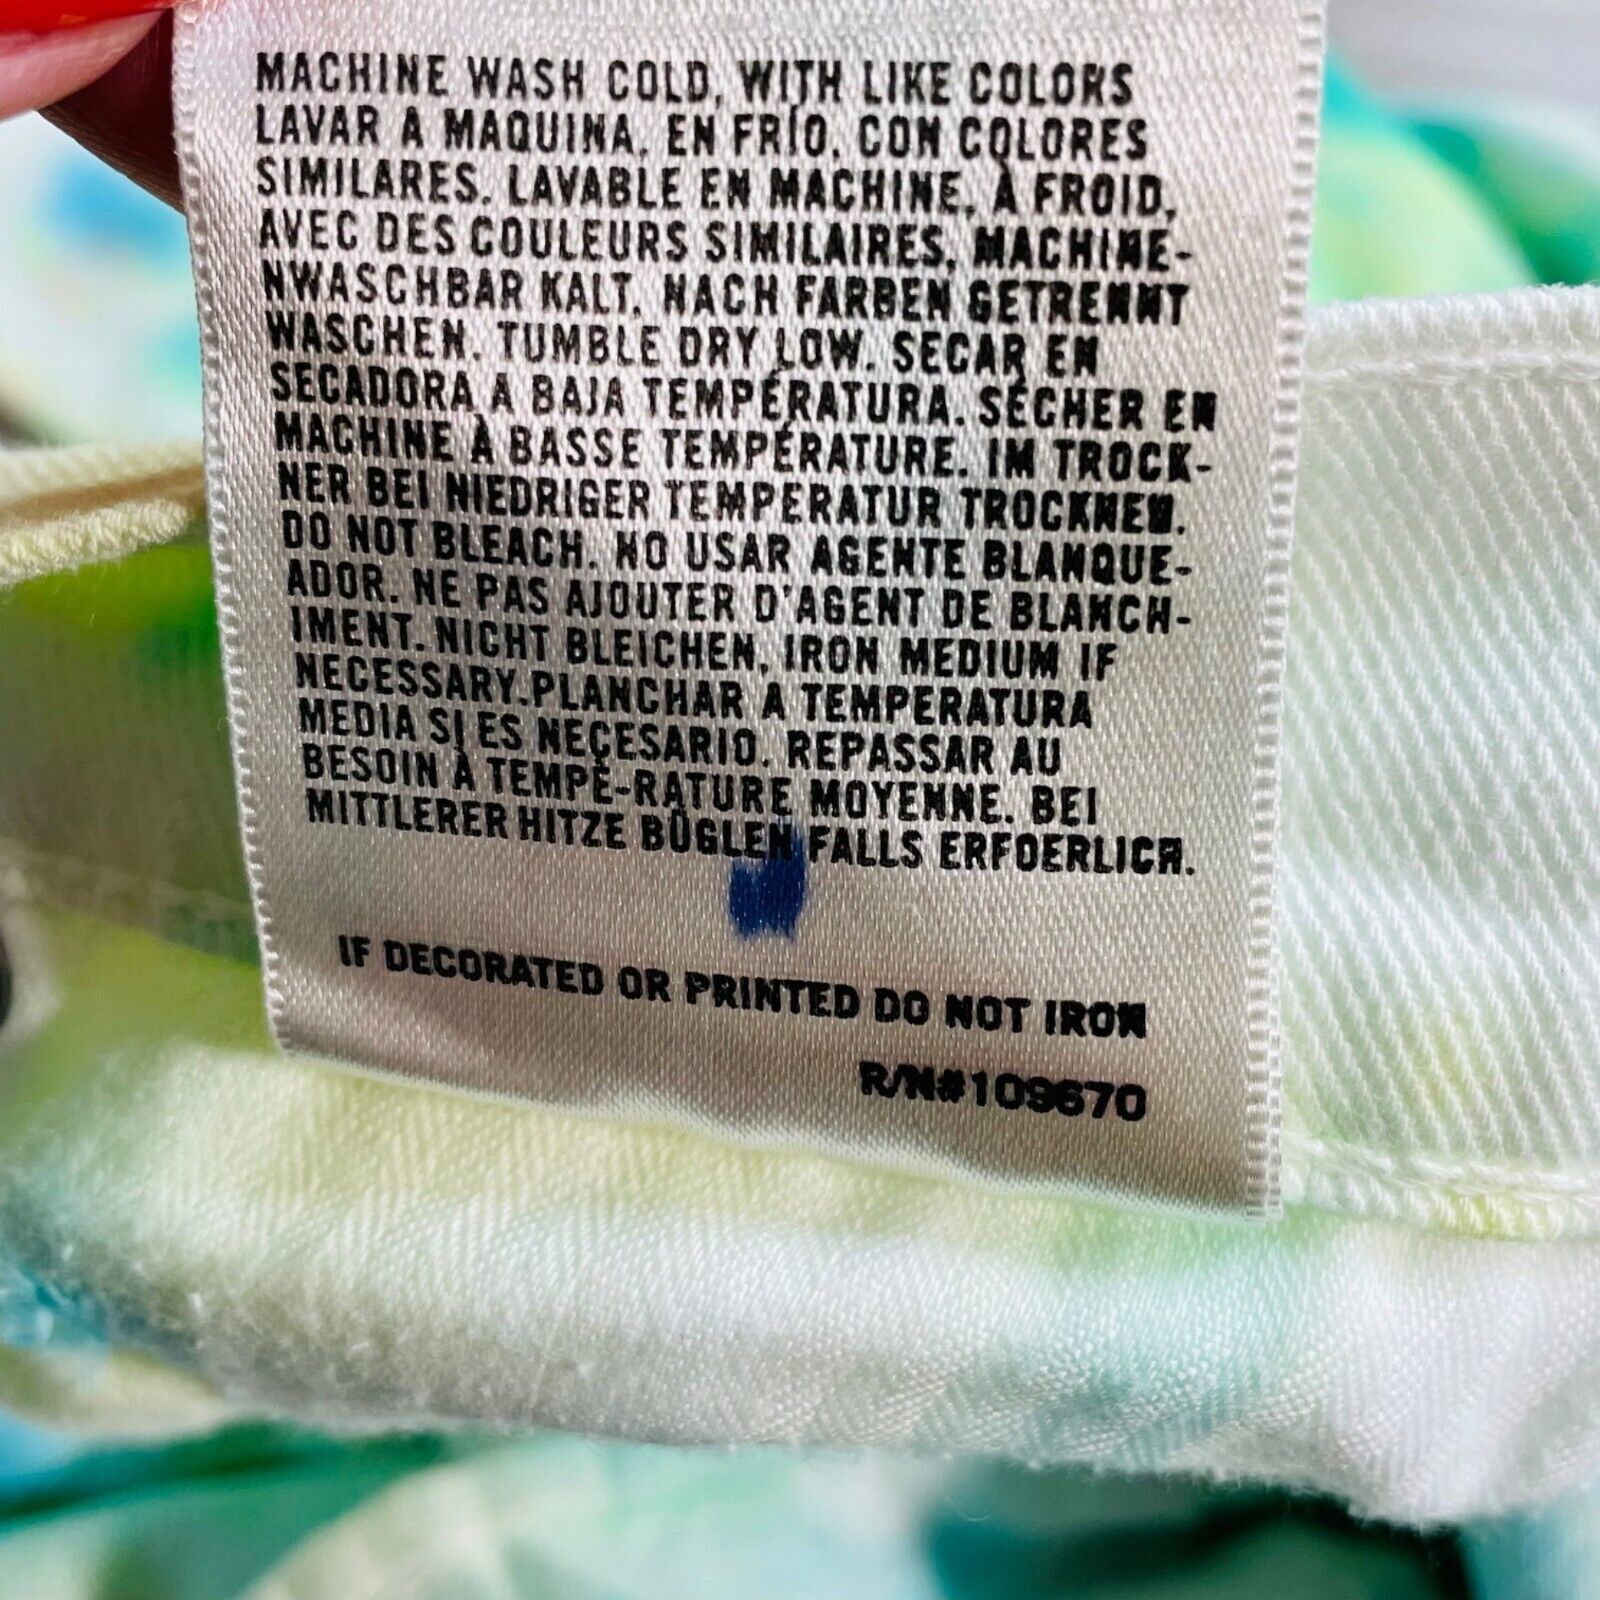 MACHINE WASH COLD, WITH LIKE COLORS
LAVAR A MAQUINA, EN FRÍO, CON COLORES
SIMILARES. LAVABLE EN MACHINE, À FROID,
AVEC DES COULEURS SIMILAIRES, MACHINE-
NWASCHBAR KALT. NACH FARBEN GETRENNT
WASCHEN. TUMBLE DRY LOW. SECAR EN
SECADORA A BAJA TEMPÉRATURA. SÉCHER EN
MACHINE À BASSE TEMPÉRATURE. IM TROCK-
NER BEI NIEDRIGER TEMPERATUR TROCKNEN.
DO NOT BLEACH. NO USAR AGENTE BLANQUE-
ADOR. NE PAS AJOUTER D'AGENT DE BLANCH-
IMENT. NICHT BLEICHEN, IRON MEDIUM IF
NECESSARY.PLANCHAR A TEMPERATURA
MEDIA SI ES NECESARIO. REPASSAR AU
BESOIN À TEMPÉ-RATURE MOYENNE. BEI
MITTLERER HITZE BÜGLEN FALLS ERFOERLICH.
IF DECORATED OR PRINTED DO NOT IRON
R/N#109670